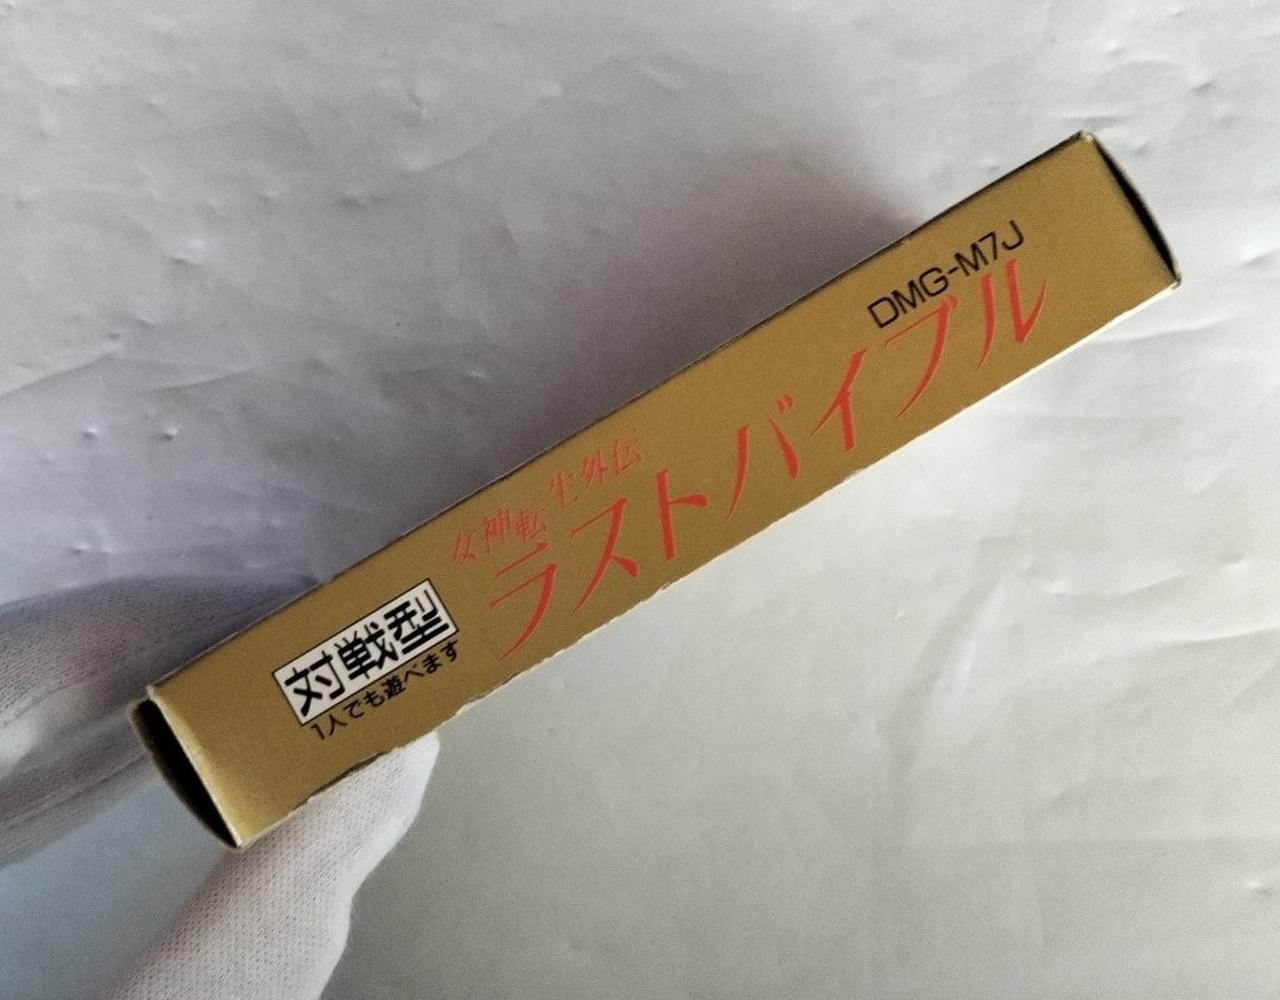 DMG-M7J
女神転生外伝
ラストバイブル
対戦型
1人でも遊べます